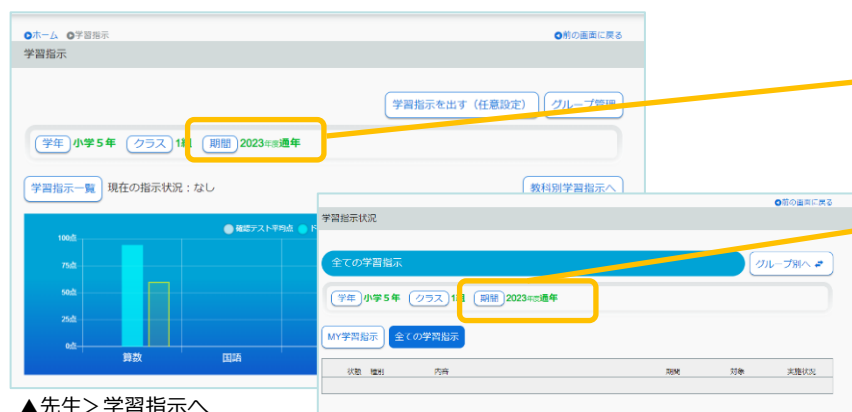 ホーム 学習指示 前の画面に戻る
学習指示
学習指示を出す（任意設定） グループ管理
学年 小学5年 クラス 1組 期間 2023年度通年
学習指示一覧 現在の指示状況：なし 教科別学習指示へ
確認テスト平均点
100点
75点
50点
25点
0点
算数 国語
前の画面に戻る
学習指示状況
全ての学習指示 グループ別へ
学年 小学5年 クラス 1組 期間 2023年度通年
MY学習指示 全ての学習指示
状態 種別 内容 期間 対象 実施状況
▲先生＞学習指示へ